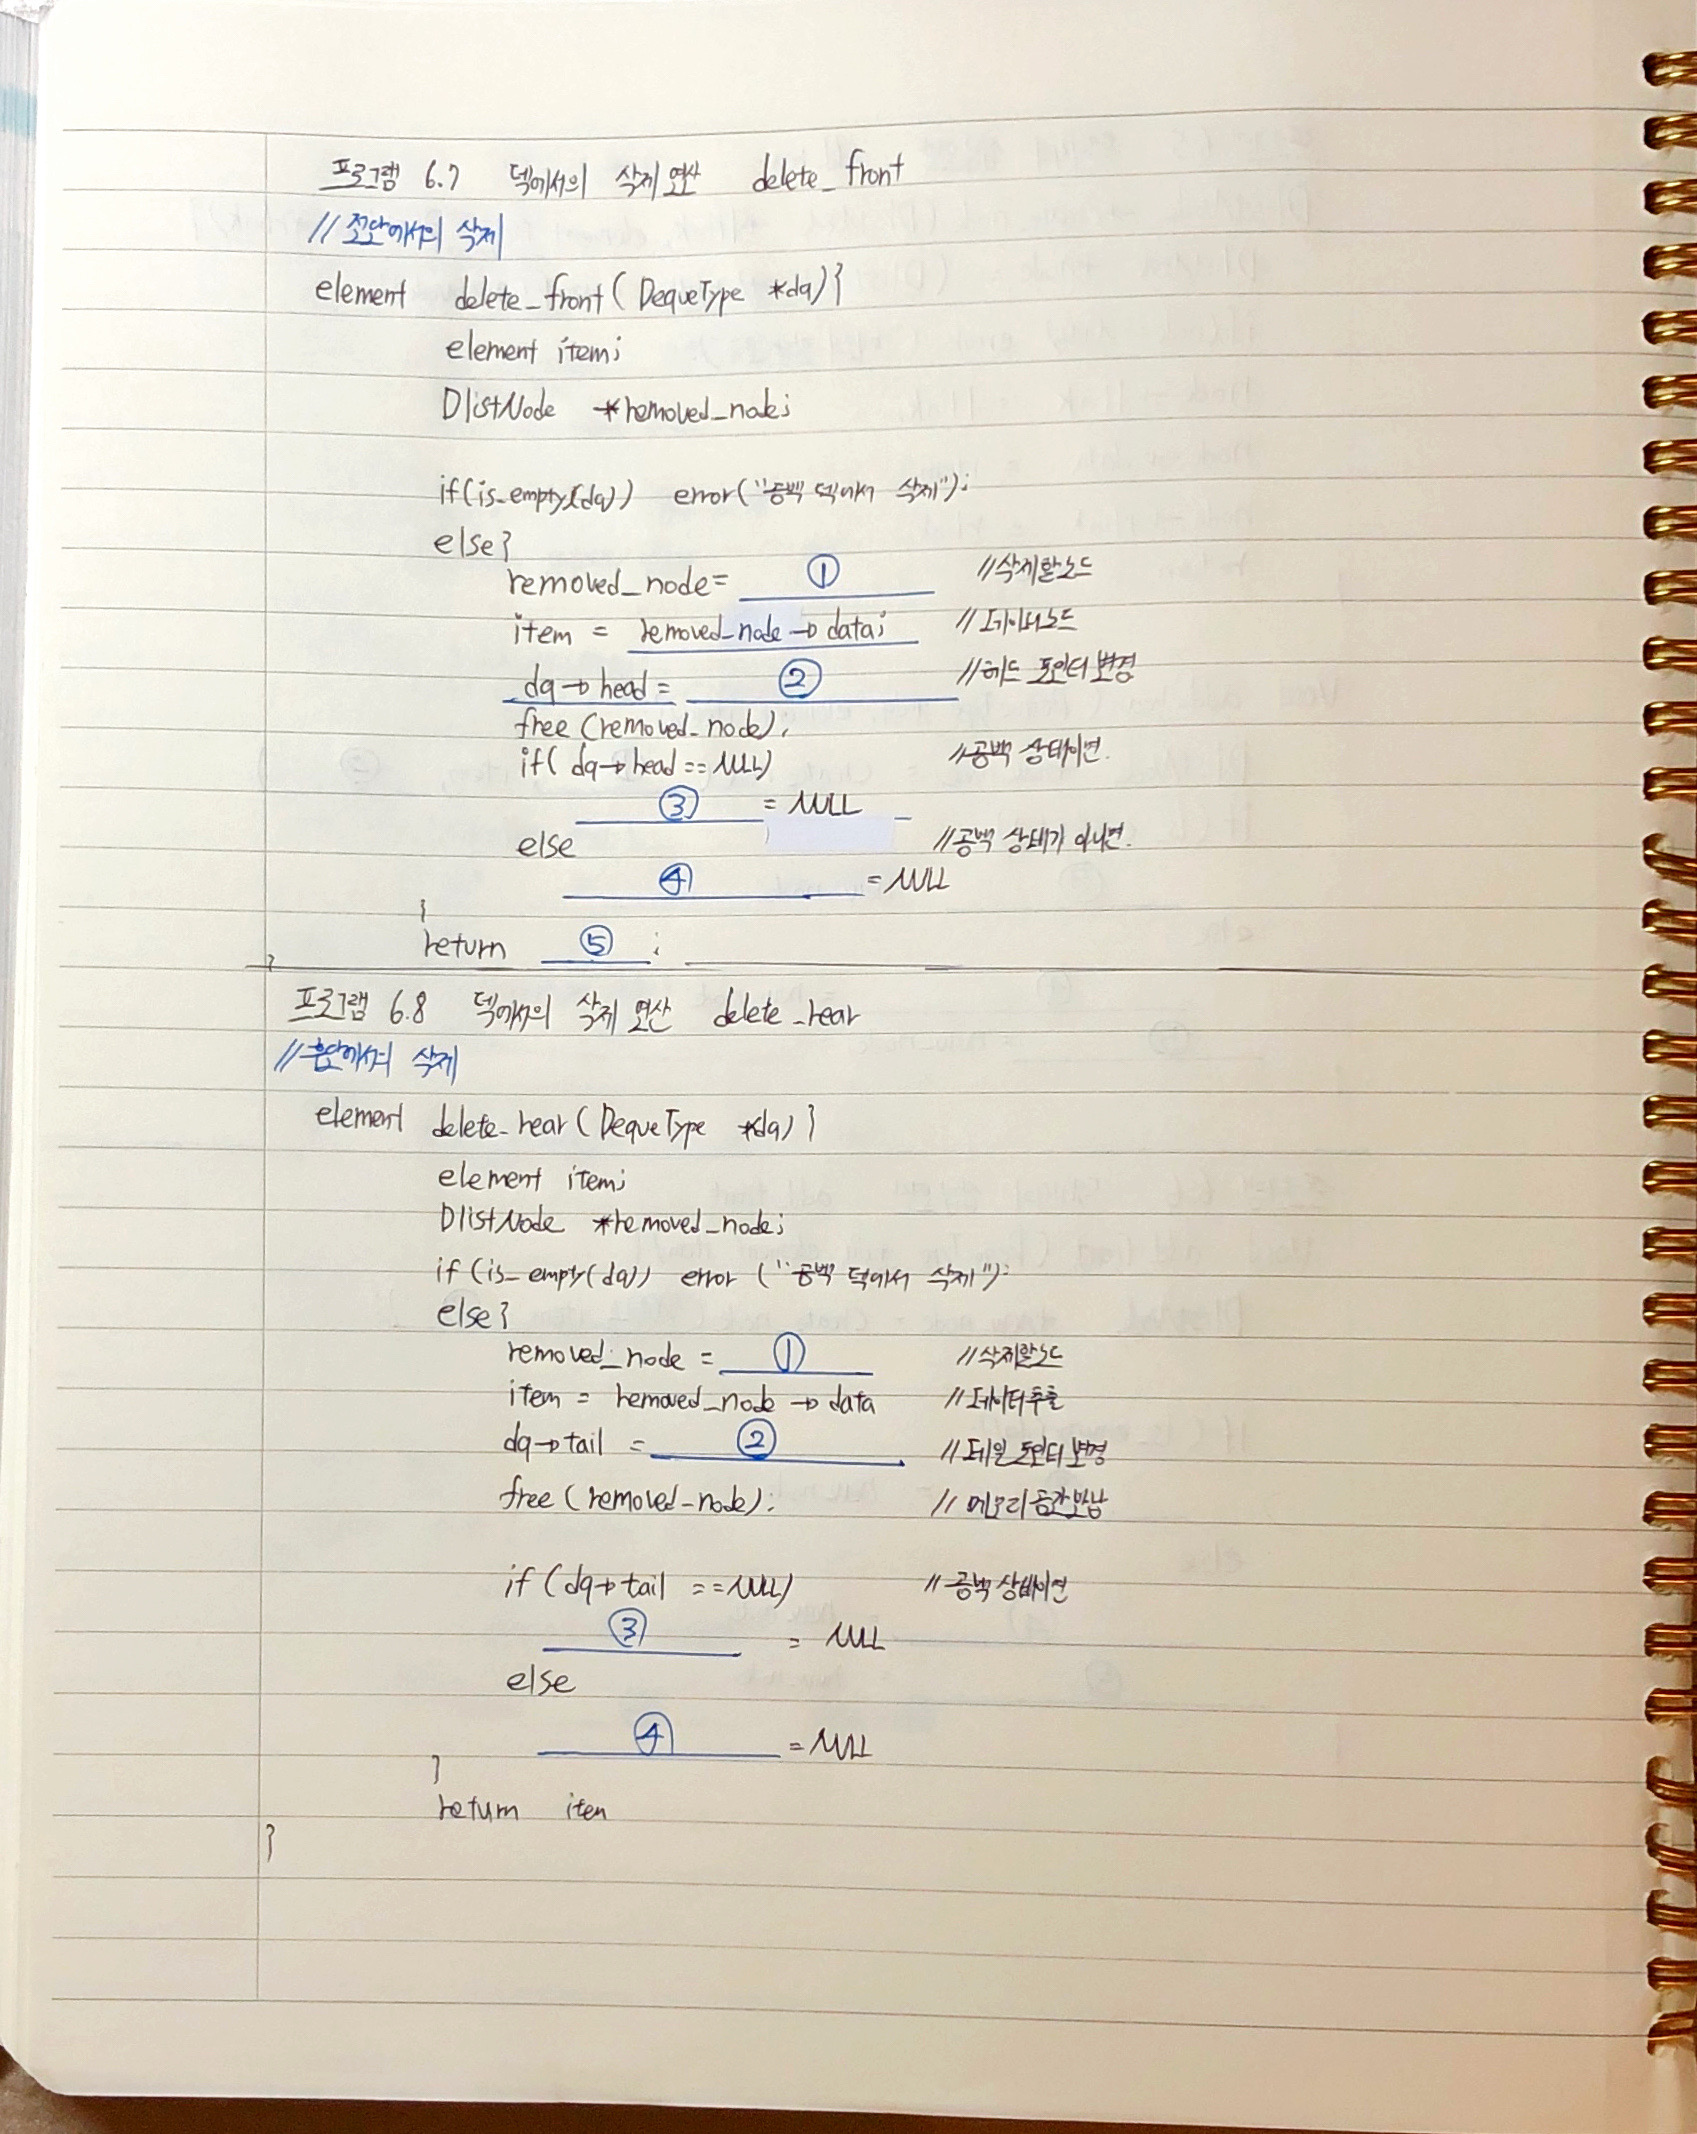 프로그램 6.7 덱에서의 삭제 연산 delete_front
// 전단에서의 삭제
element delete_front( DequeType *dq){
element item;
DlistNode *removed_node;
if(is_empty(dq)) error("공백 덱에서 삭제");
else{
removed_node= ① //삭제할 노드
item = removed_node→data; //데이터노드
dq→head = ② //헤드 포인터 변경
free (removed_node);
if( dq→head == NULL) //공백 상태이면.
③ = NULL
else //공백 상태가 아니면.
④ = NULL
}
return ⑤ ;
}
프로그램 6.8 덱에서의 삭제 연산 delete_rear
//후단에서의 삭제
element delete_rear( DequeType *dq) {
element item;
DlistNode *removed_node;
if (is_empty(dq)) error ("공백 덱에서 삭제");
else{
removed_node = ① //삭제할노드
item = removed_node → data //데이터추출
dq→tail = ② //테일 포인터 변경
free (removed_node); // 메모리 공간 반납
if (dq→tail == NULL) // 공백 상태이면
③ = NULL
else
④ = NULL
}
return item
}